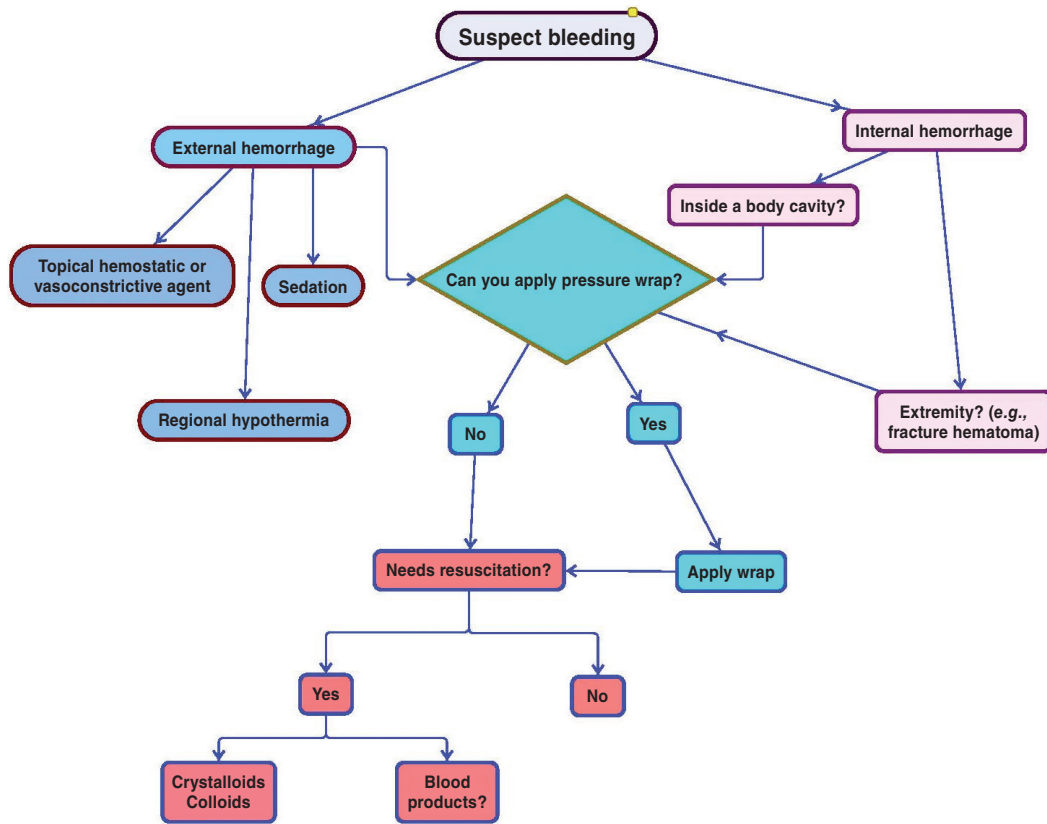 Suspect bleeding
External hemorrhage
Internal hemorrhage
Inside a body cavity?
Topical hemostatic or
vasoconstrictive agent
Sedation
Can you apply pressure wrap?
Regional hypothermia
Extremity? (e.g.,
fracture hematoma)
No
Yes
Needs resuscitation?
Apply wrap
Yes
No
Crystalloids
Colloids
Blood
products?